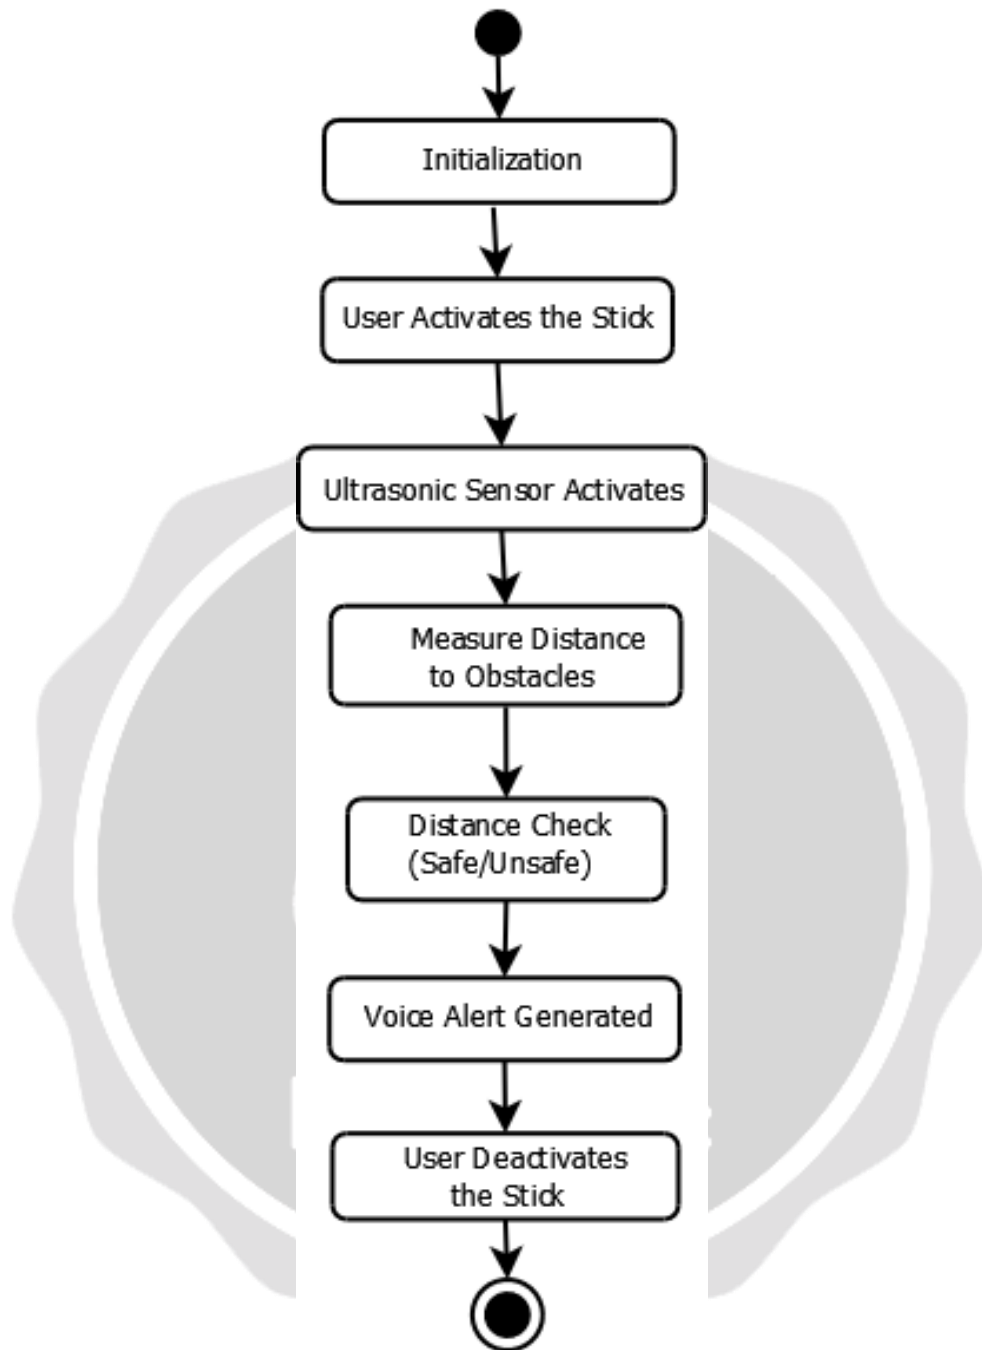 Initialization
User Activates the Stick
Ultrasonic Sensor Activates
Measure Distance
to Obstacles
Distance Check
(Safe/Unsafe)
Voice Alert Generated
User Deactivates
the Stick